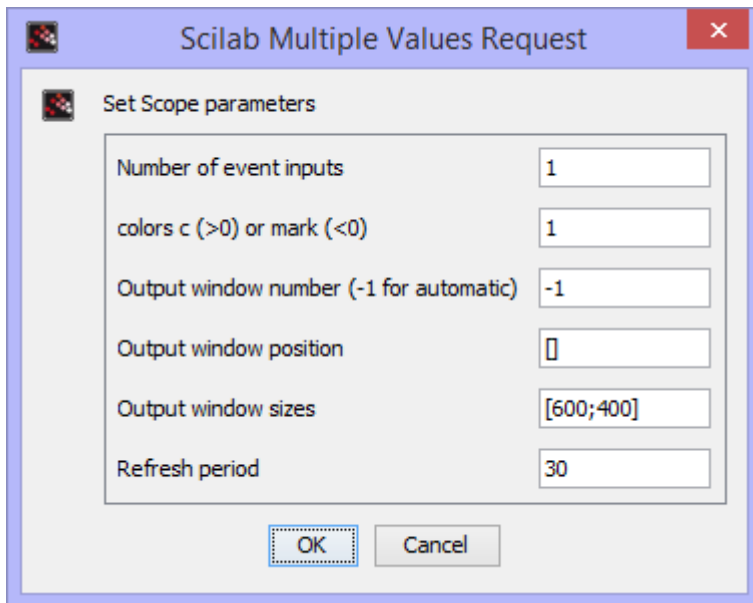 Scilab Multiple Values Request
Set Scope parameters
Number of event inputs 1
colors c (>0) or mark (<0) 1
Output window number (-1 for automatic) -1
Output window position []
Output window sizes [600;400]
Refresh period 30
OK Cancel